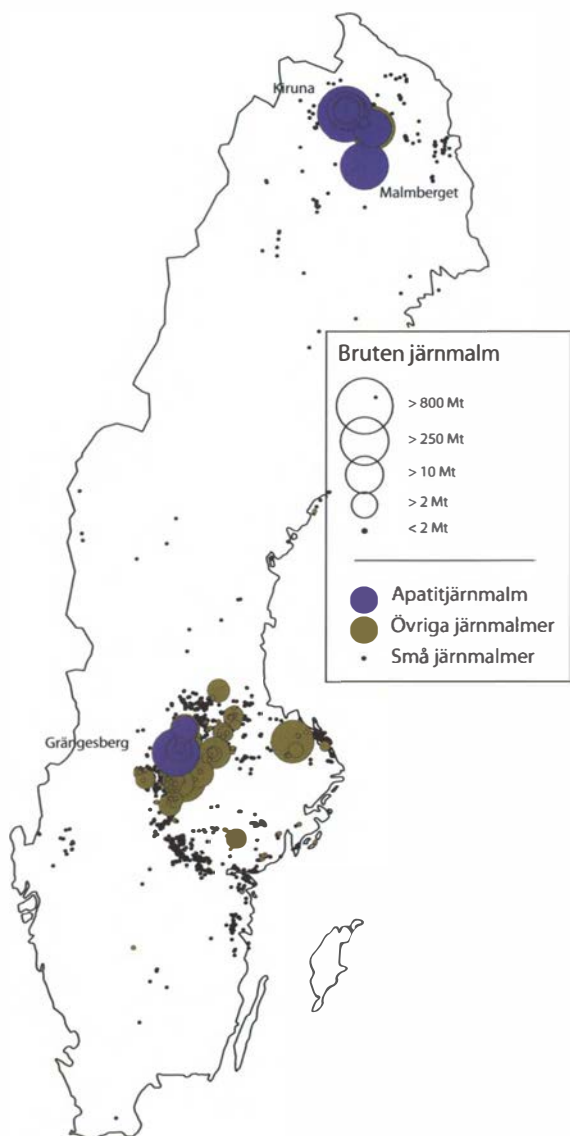 Kiruna
Malmberget
Bruten järnmalm
> 800 Mt
> 250 Mt
> 10 Mt
> 2 Mt
< 2 Mt
Apatitjärnmalm
Övriga järnmalmer
Små järnmalmer
Grängesberg